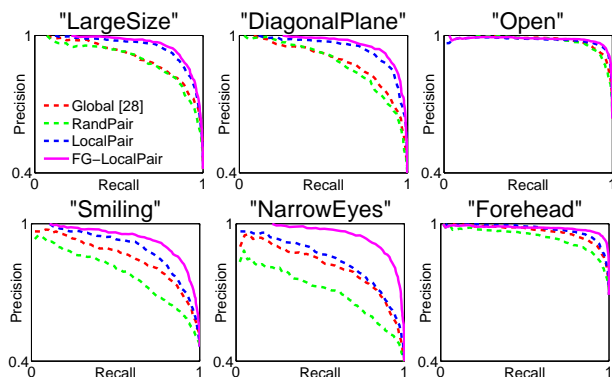 "LargeSize" "DiagonalPlane" "Open"
1 1 1
Precision Precision Precision
Global [28]
RandPair
LocalPair
FG-LocalPair
0.4 0.4 0.4
0 Recall 1 0 Recall 1 0 Recall 1
"Smiling" "NarrowEyes" "Forehead"
1 1 1
Precision Precision Precision
0.4 0.4 0.4
0 Recall 1 0 Recall 1 0 Recall 1